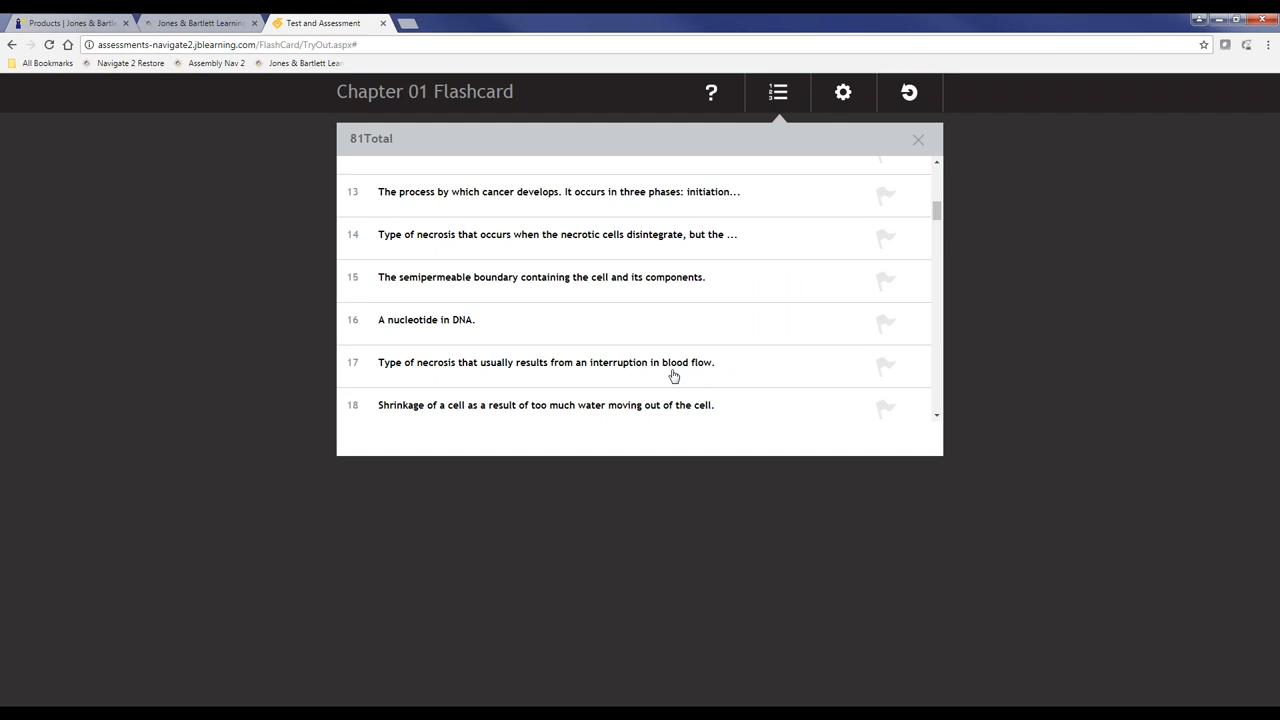 Products | Jones & Bartle
Jones & Bartlett Learning
Test and Assessment
assessments-navigate2.jblearning.com/FlashCard/TryOut.aspx#
All Bookmarks
Navigate 2 Restore
Assembly Nav 2
Jones & Bartlett Lear
Chapter 01 Flashcard
?
81Total
13 The process by which cancer develops. It occurs in three phases: initiation...
14 Type of necrosis that occurs when the necrotic cells disintegrate, but the ...
15 The semipermeable boundary containing the cell and its components.
16 A nucleotide in DNA.
17 Type of necrosis that usually results from an interruption in blood flow.
18 Shrinkage of a cell as a result of too much water moving out of the cell.